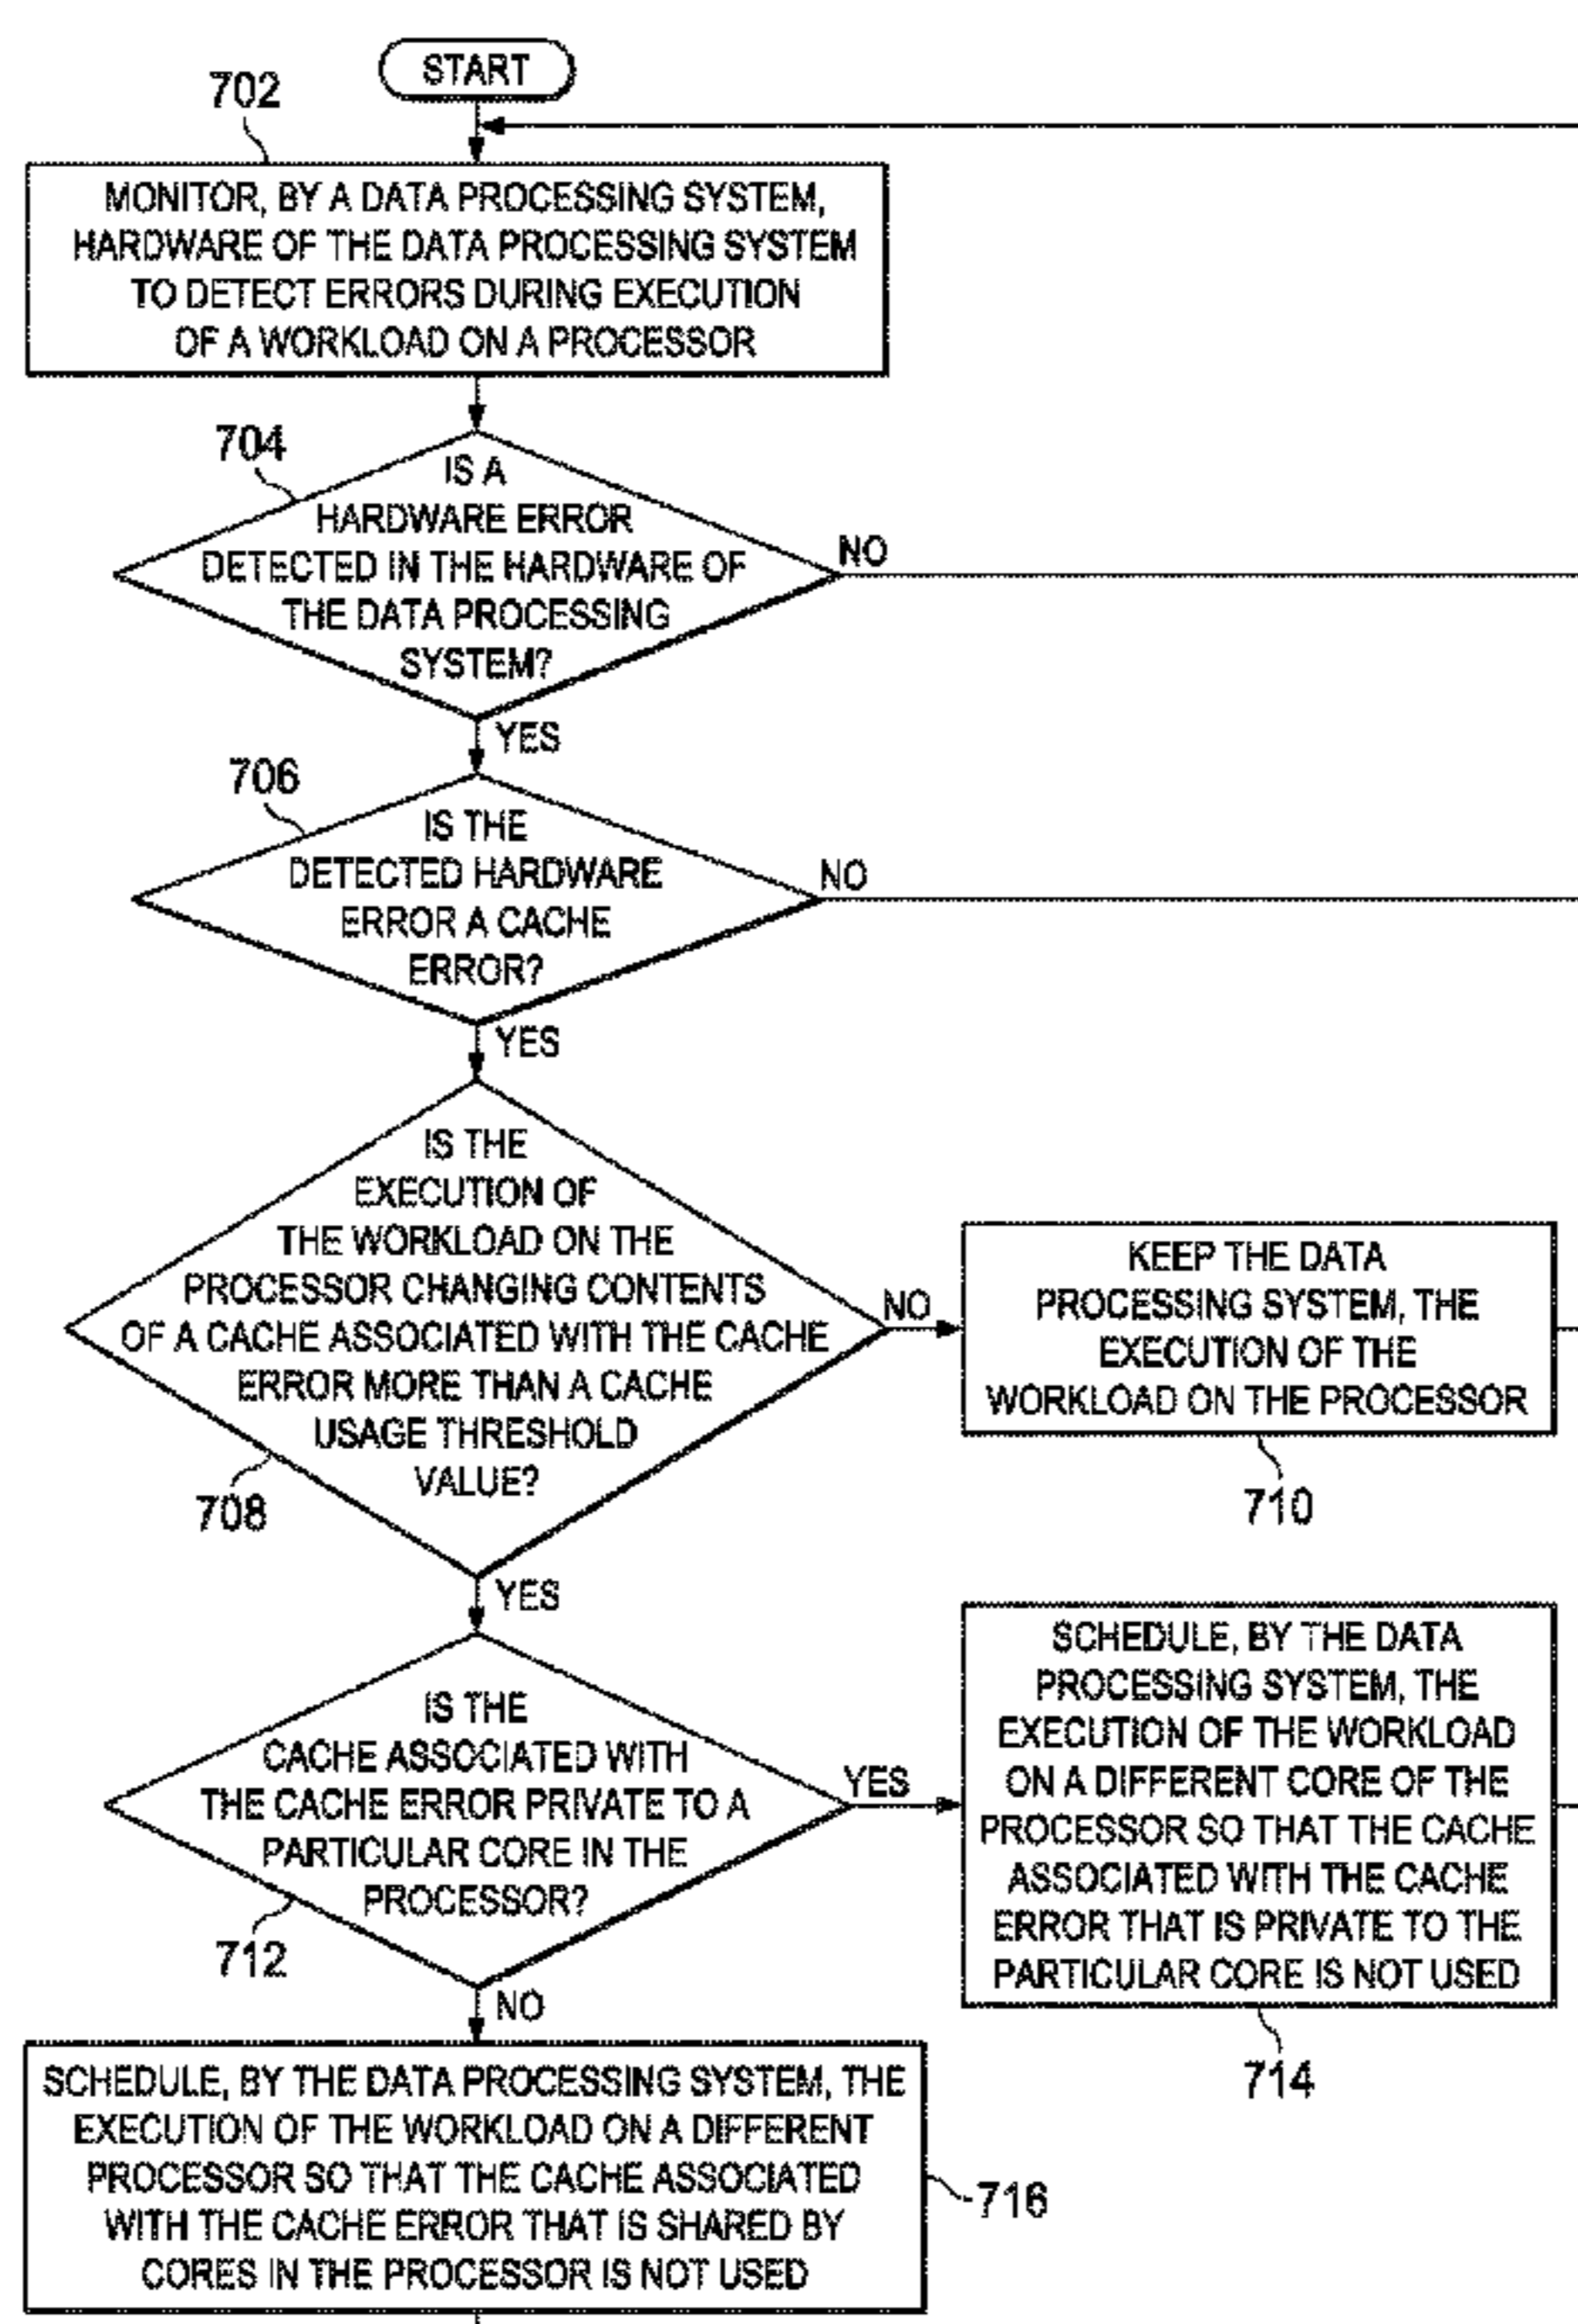 START
702
MONITOR, BY A DATA PROCESSING SYSTEM,
HARDWARE OF THE DATA PROCESSING SYSTEM
TO DETECT ERRORS DURING EXECUTION
OF A WORKLOAD ON A PROCESSOR
704
IS A
HARDWARE ERROR
DETECTED IN THE HARDWARE OF
THE DATA PROCESSING
SYSTEM?
NO
YES
706
IS THE
DETECTED HARDWARE
ERROR A CACHE
ERROR?
NO
YES
IS THE
EXECUTION OF
THE WORKLOAD ON THE
PROCESSOR CHANGING CONTENTS
OF A CACHE ASSOCIATED WITH THE CACHE
ERROR MORE THAN A CACHE
USAGE THRESHOLD
VALUE?
708
NO
KEEP THE DATA
PROCESSING SYSTEM, THE
EXECUTION OF THE
WORKLOAD ON THE PROCESSOR
710
YES
IS THE
CACHE ASSOCIATED WITH
THE CACHE ERROR PRIVATE TO A
PARTICULAR CORE IN THE
PROCESSOR?
712
YES
SCHEDULE, BY THE DATA
PROCESSING SYSTEM, THE
EXECUTION OF THE WORKLOAD
ON A DIFFERENT CORE OF THE
PROCESSOR SO THAT THE CACHE
ASSOCIATED WITH THE CACHE
ERROR THAT IS PRIVATE TO THE
PARTICULAR CORE IS NOT USED
714
NO
SCHEDULE, BY THE DATA PROCESSING SYSTEM, THE
EXECUTION OF THE WORKLOAD ON A DIFFERENT
PROCESSOR SO THAT THE CACHE ASSOCIATED
WITH THE CACHE ERROR THAT IS SHARED BY
CORES IN THE PROCESSOR IS NOT USED
716